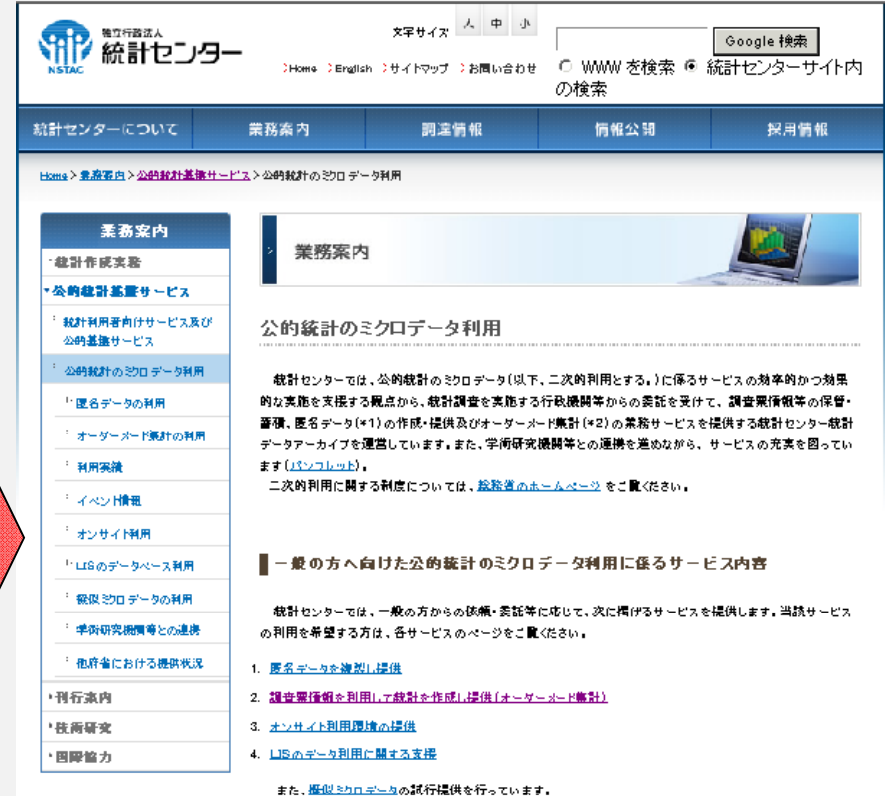 独立行政法人
統計センター
NSTAC
文字サイズ 大 中 小
>Home >English >サイトマップ >お問い合わせ
Google 検索
WWW を検索 統計センターサイト内の検索
統計センターについて 業務案内 調達情報 情報公開 採用情報
Home > 業務案内 > 公的統計基盤サービス > 公的統計のミクロデータ利用
業務案内
統計作成実務
公的統計基盤サービス
統計利用者向けサービス及び
公的基盤サービス
公的統計のミクロデータ利用
匿名データの利用
オーダーメード集計の利用
利用実績
イベント情報
オンサイト利用
LISのデータベース利用
擬似ミクロデータの利用
学術研究機関等との連携
他府省における提供状況
刊行案内
技術研究
国際協力
業務案内
公的統計のミクロデータ利用
統計センターでは、公的統計のミクロデータ(以下、二次的利用とする。)に係るサービスの効率的かつ効果
的な実施を支援する観点から、統計調査を実施する行政機関等からの委託を受けて、調査票情報等の保管・
蓄積、匿名データ(*1)の作成・提供及びオーダーメード集計(*2)の業務サービスを提供する統計センター統計
データアーカイブを運営しています。また、学術研究機関等との連携を進めながら、サービスの充実を図ってい
ます(パンフレット)。
二次的利用に関する制度については、総務省のホームページ をご覧ください。
一般の方へ向けた公的統計のミクロデータ利用に係るサービス内容
統計センターでは、一般の方からの依頼・委託等に応じて、次に掲げるサービスを提供します。当該サービス
の利用を希望する方は、各サービスのページをご覧ください。
1. 匿名データを複製し提供
2. 調査票情報を利用して統計を作成し提供(オーダーメード集計)
3. オンサイト利用環境の提供
4. LISのデータ利用に関する支援
また、擬似ミクロデータの試行提供を行っています。